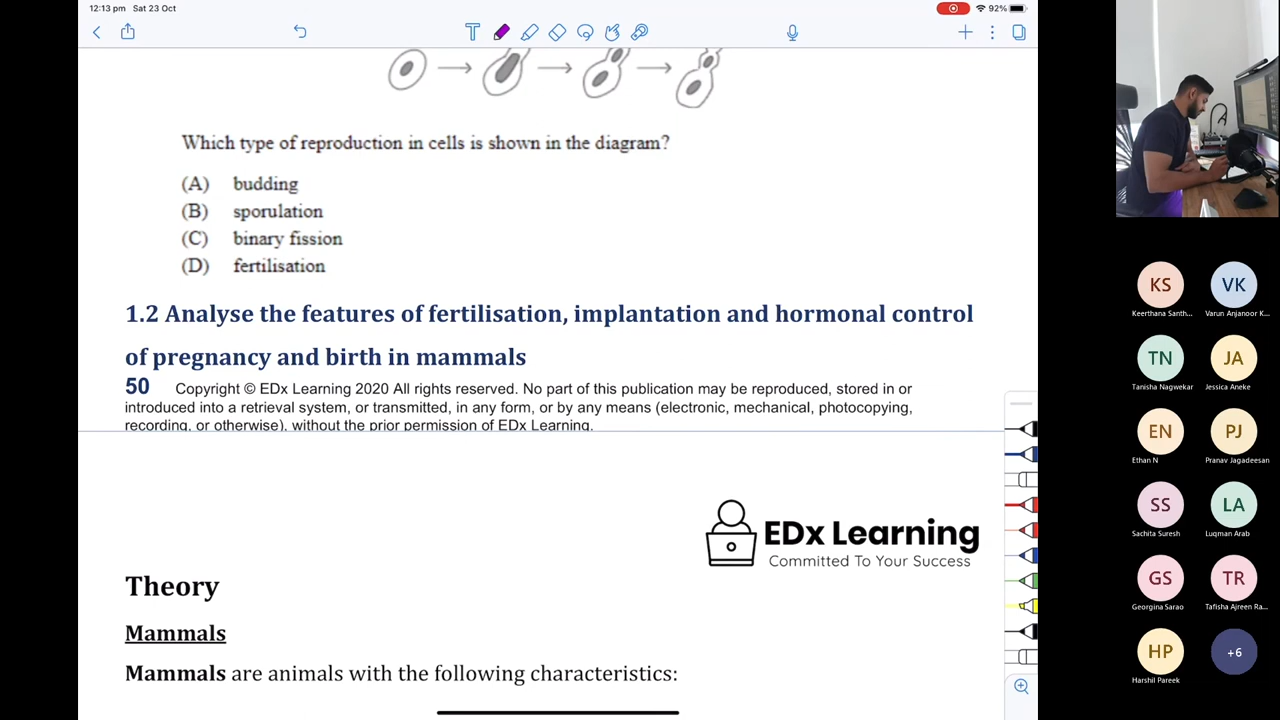 12:13 pm Sat 23 Oct
92%
Which type of reproduction in cells is shown in the diagram?
(A) budding
(B) sporulation
(C) binary fission
(D) fertilisation
1.2 Analyse the features of fertilisation, implantation and hormonal control
of pregnancy and birth in mammals
50 Copyright © EDx Learning 2020 All rights reserved. No part of this publication may be reproduced, stored in or
introduced into a retrieval system, or transmitted, in any form, or by any means (electronic, mechanical, photocopying,
recording, or otherwise), without the prior permission of EDx Learning.
EDx Learning
Committed To Your Success
Theory
Mammals
Mammals are animals with the following characteristics:
KS VK
Keerthana Santh... Varun Anjanoor K...
TN JA
Tanisha Nagwekar Jessica Aneke
EN PJ
Ethan N Pranav Jagadeesan
SS LA
Sachita Suresh Luqman Arab
GS TR
Georgina Sarao Tafisha Ajreen Ra...
HP +6
Harshil Pareek